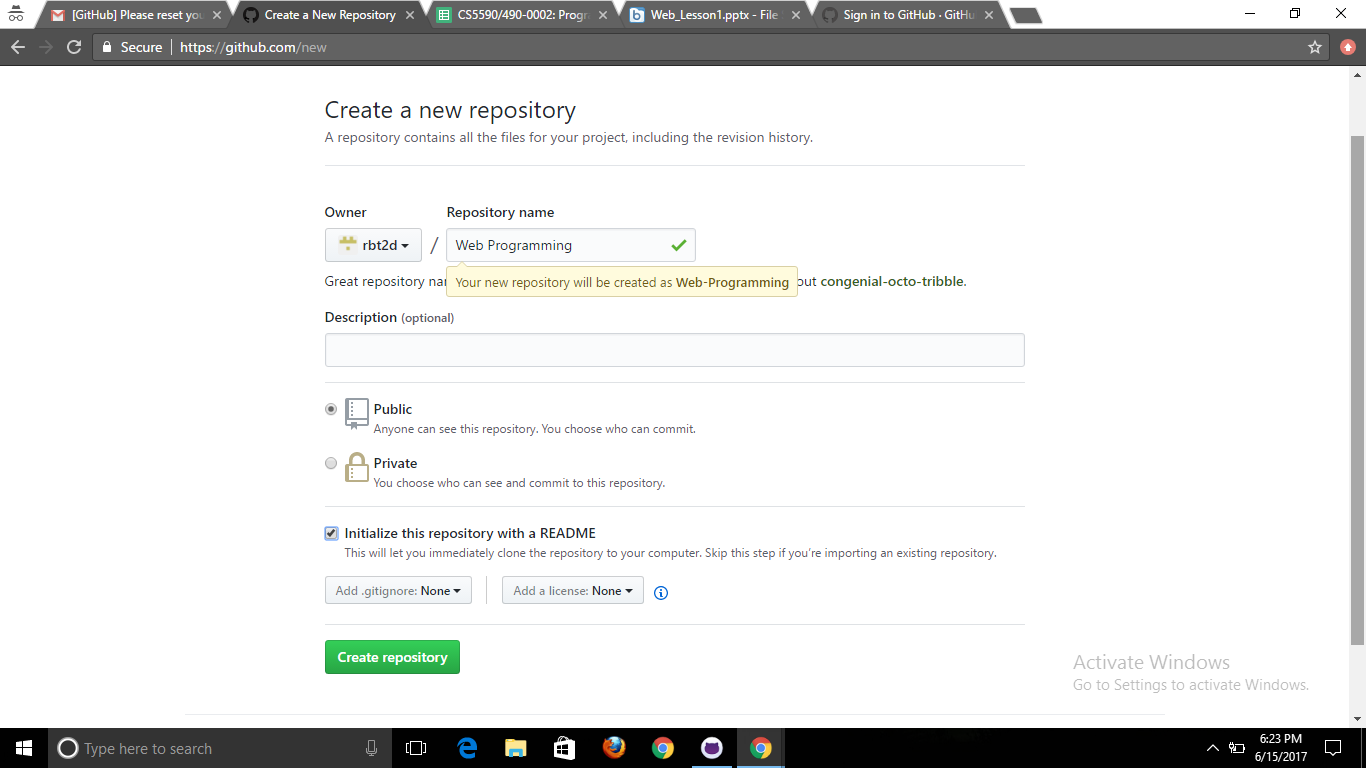 [GitHub] Please reset you
Create a New Repository
CS5590/490-0002: Progra
Web_Lesson1.pptx - File
Sign in to GitHub · GitHu
Secure
https://github.com/new
Create a new repository
A repository contains all the files for your project, including the revision history.
Owner
Repository name
rbt2d
/
Web Programming
Great repository nar
Your new repository will be created as Web-Programming
out congenial-octo-tribble.
Description (optional)
Public
Anyone can see this repository. You choose who can commit.
Private
You choose who can see and commit to this repository.
Initialize this repository with a README
This will let you immediately clone the repository to your computer. Skip this step if you're importing an existing repository.
Add .gitignore: None
Add a license: None
Create repository
Activate Windows
Go to Settings to activate Windows.
Type here to search
6:23 PM
6/15/2017